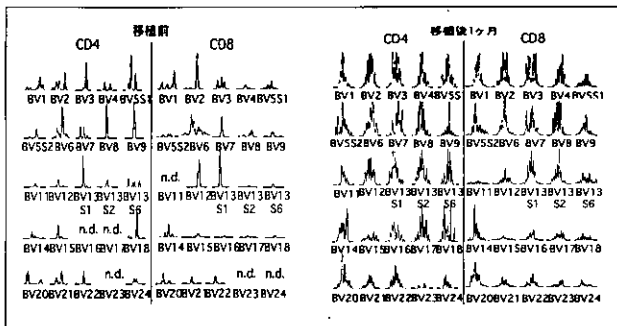 移植前
CD4 CD8
BV1 BV2 BV3 BV4 BV5S1 BV1 BV2 BV3 BV4 BV5S1
BV5S2 BV6 BV7 BV8 BV9 BV5S2 BV6 BV7 BV8 BV9
n.d.
BV11 BV12 BV13 BV13 BV13 BV11 BV12 BV13 BV13 BV13
S1 S2 S6 S1 S2 S6
n.d. n.d.
BV14 BV15 BV16 BV17 BV18 BV14 BV15 BV16 BV17 BV18
n.d. n.d. n.d.
BV20 BV21 BV22 BV23 BV24 BV20 BV21 BV22 BV23 BV24
移植後1ヶ月
CD4 CD8
BV1 BV2 BV3 BV4 BV5S1 BV1 BV2 BV3 BV4 BV5S1
BV5S2 BV6 BV7 BV8 BV9 BV5S2 BV6 BV7 BV8 BV9
BV11 BV12 BV13 BV13 BV13 BV11 BV12 BV13 BV13 BV13
S1 S2 S6 S1 S2 S6
BV14 BV15 BV16 BV17 BV18 BV14 BV15 BV16 BV17 BV18
BV20 BV21 BV22 BV23 BV24 BV20 BV21 BV22 BV23 BV24